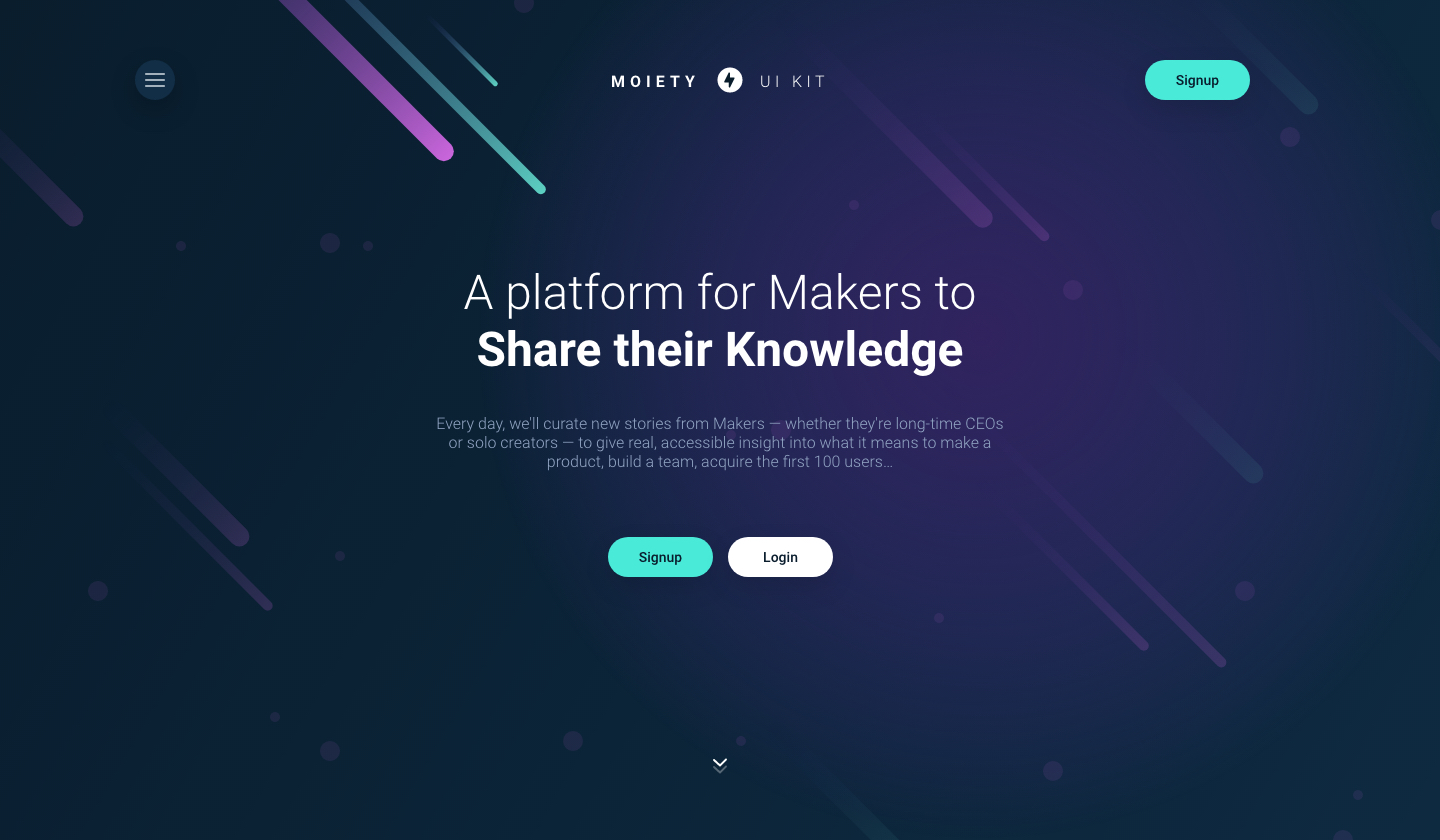 MOIETY UI KIT
Signup
A platform for Makers to
Share their Knowledge
Every day, we'll curate new stories from Makers — whether they're long-time CEOs
or solo creators — to give real, accessible insight into what it means to make a
product, build a team, acquire the first 100 users...
Signup
Login